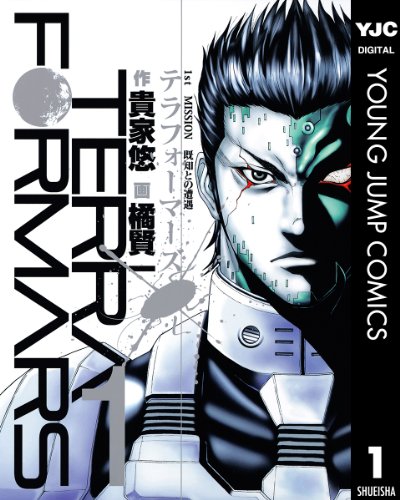 TERRA
FORMARS
1
テラフォーマーズ
1st MISSION 既知との遭遇
作 貴家悠 画 橘賢一
YJC
DIGITAL
YOUNG JUMP COMICS
1
SHUEISHA